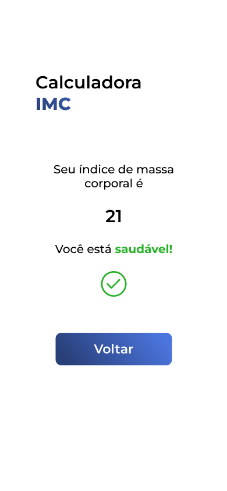 Calculadora
IMC
Seu índice de massa
corporal é
21
Você está saudável!
Voltar